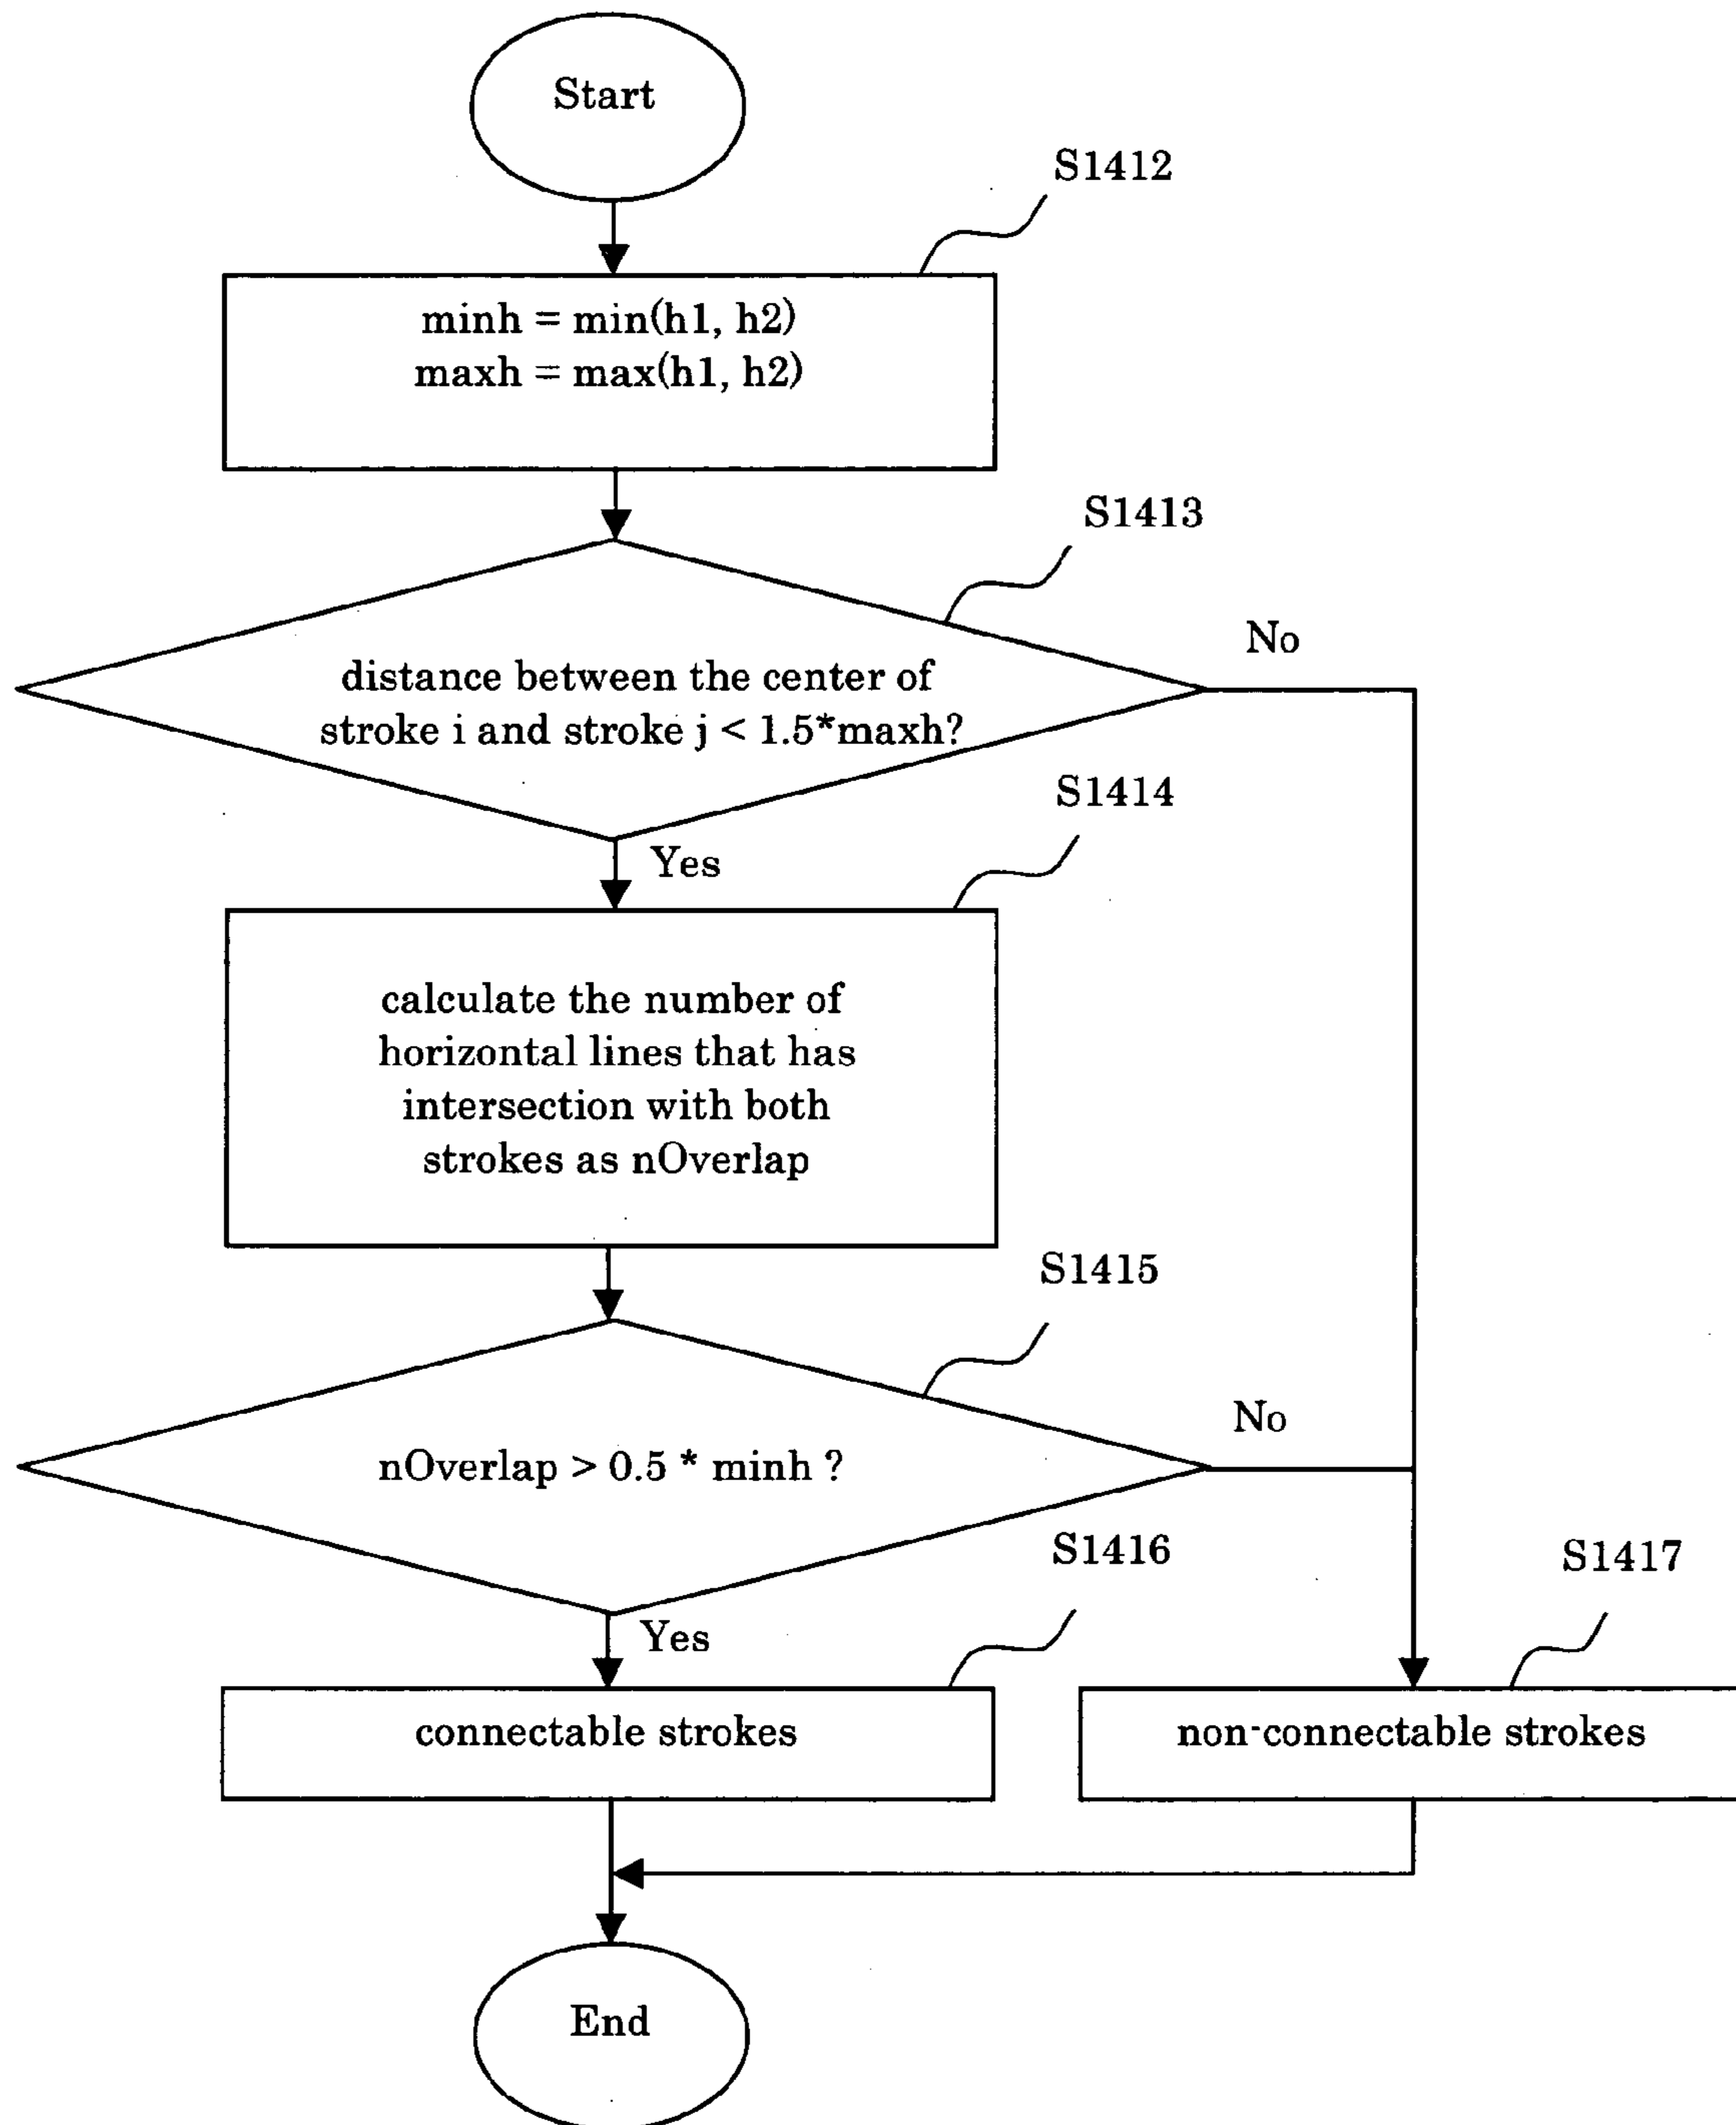 Start
S1412
minh = min(h1, h2)
maxh = max(h1, h2)
S1413
No
distance between the center of
stroke i and stroke j < 1.5*maxh?
S1414
Yes
calculate the number of
horizontal lines that has
intersection with both
strokes as nOverlap
S1415
No
nOverlap > 0.5 * minh ?
S1416
S1417
Yes
connectable strokes
non-connectable strokes
End